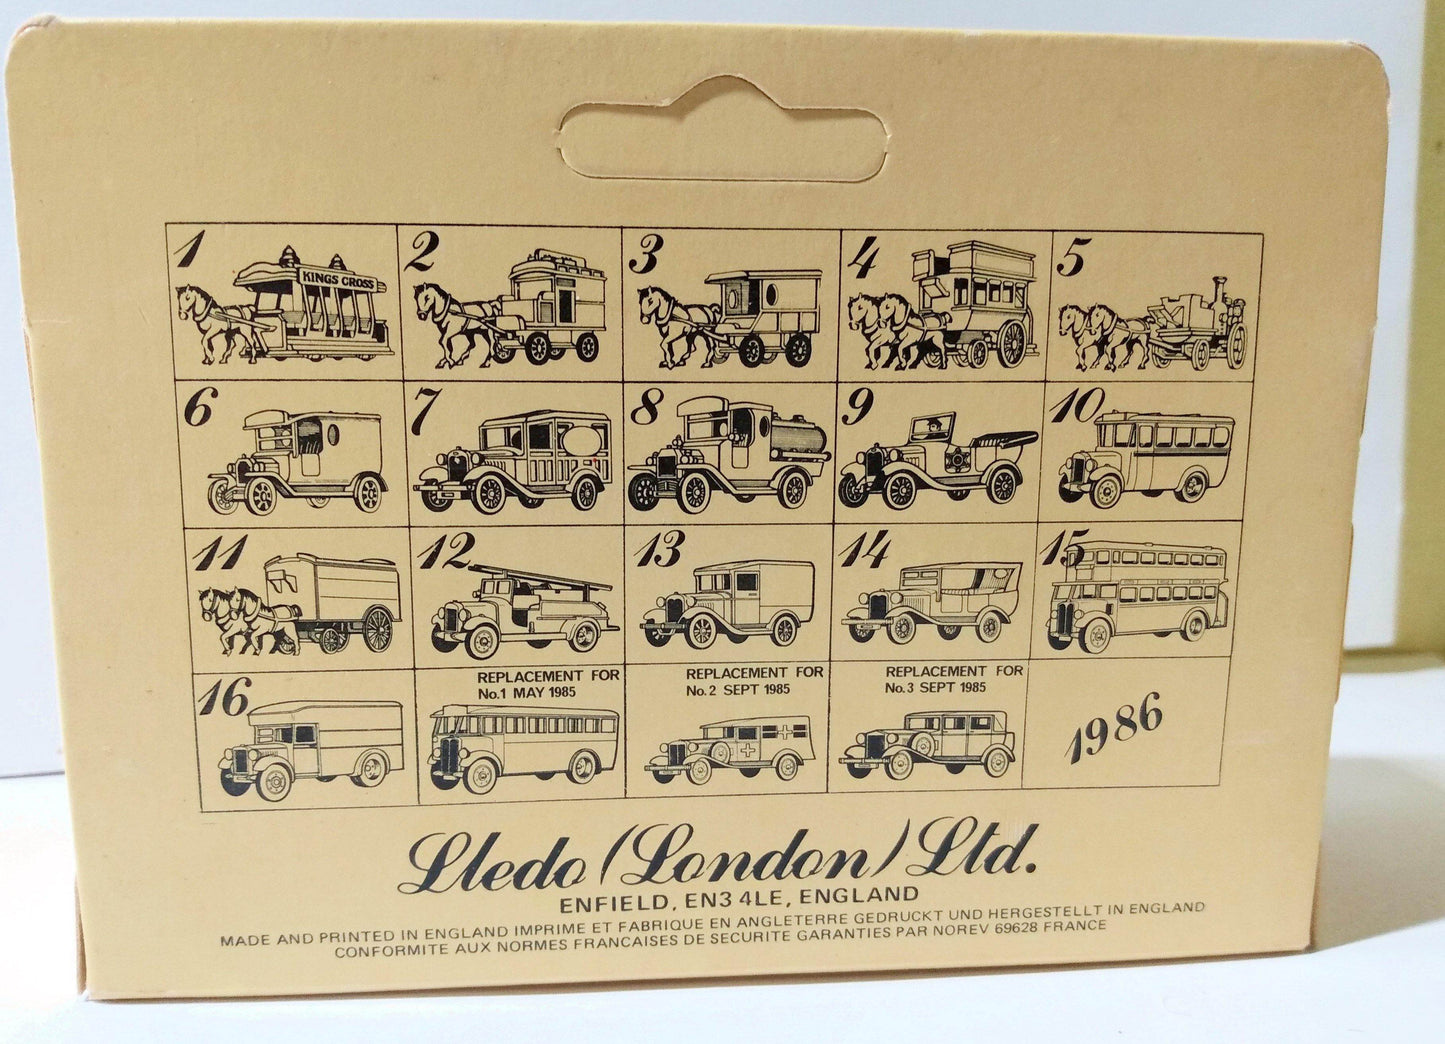 1 KINGS CROSS
2
3
4
5
6
7
8
9
10
11
12
13
14
15
16
REPLACEMENT FOR
No.1 MAY 1985
REPLACEMENT FOR
No.2 SEPT 1985
REPLACEMENT FOR
No.3 SEPT 1985
1986
Lledo (London) Ltd.
ENFIELD, EN3 4LE, ENGLAND
MADE AND PRINTED IN ENGLAND IMPRIME ET FABRIQUE EN ANGLETERRE GEDRUCKT UND HERGESTELLT IN ENGLAND
CONFORMITE AUX NORMES FRANCAISES DE SECURITE GARANTIES PAR NOREV 69628 FRANCE